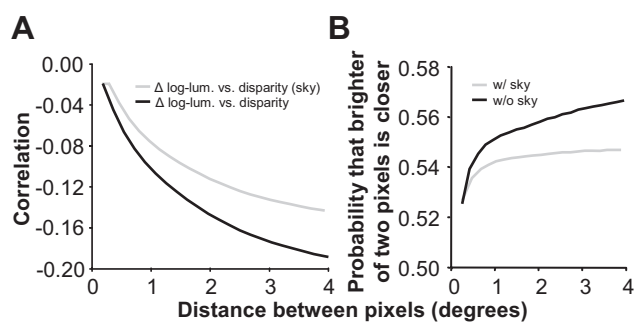 A
Correlation
0.00
-0.04
-0.08
-0.12
-0.16
-0.20
Δ log-lum. vs. disparity (sky)
Δ log-lum. vs. disparity
0 1 2 3 4
B
Probability that brighter
of two pixels is closer
0.58
0.56
0.54
0.52
0.50
w/ sky
w/o sky
0 1 2 3 4
Distance between pixels (degrees)